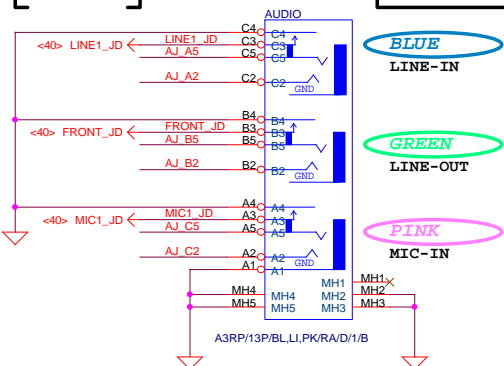 AUDIO
C4 C4
<40> LINE1_JD LINE1_JD C3 C3
AJ_A5 C5 C5
AJ_A2 C2 C2
GND
BLUE
LINE-IN
B4 B4
<40> FRONT_JD FRONT_JD B3 B3
AJ_B5 B5 B5
AJ_B2 B2 B2
GND
GREEN
LINE-OUT
A4 A4
<40> MIC1_JD MIC1_JD A3 A3
AJ_C5 A5 A5
AJ_C2 A2 A2
GND
A1 A1
PINK
MIC-IN
MH1 MH1
MH4 MH4 MH2 MH2
MH5 MH5 MH3 MH3
A3RP/13P/BL,LI,PK/RA/D/1/B